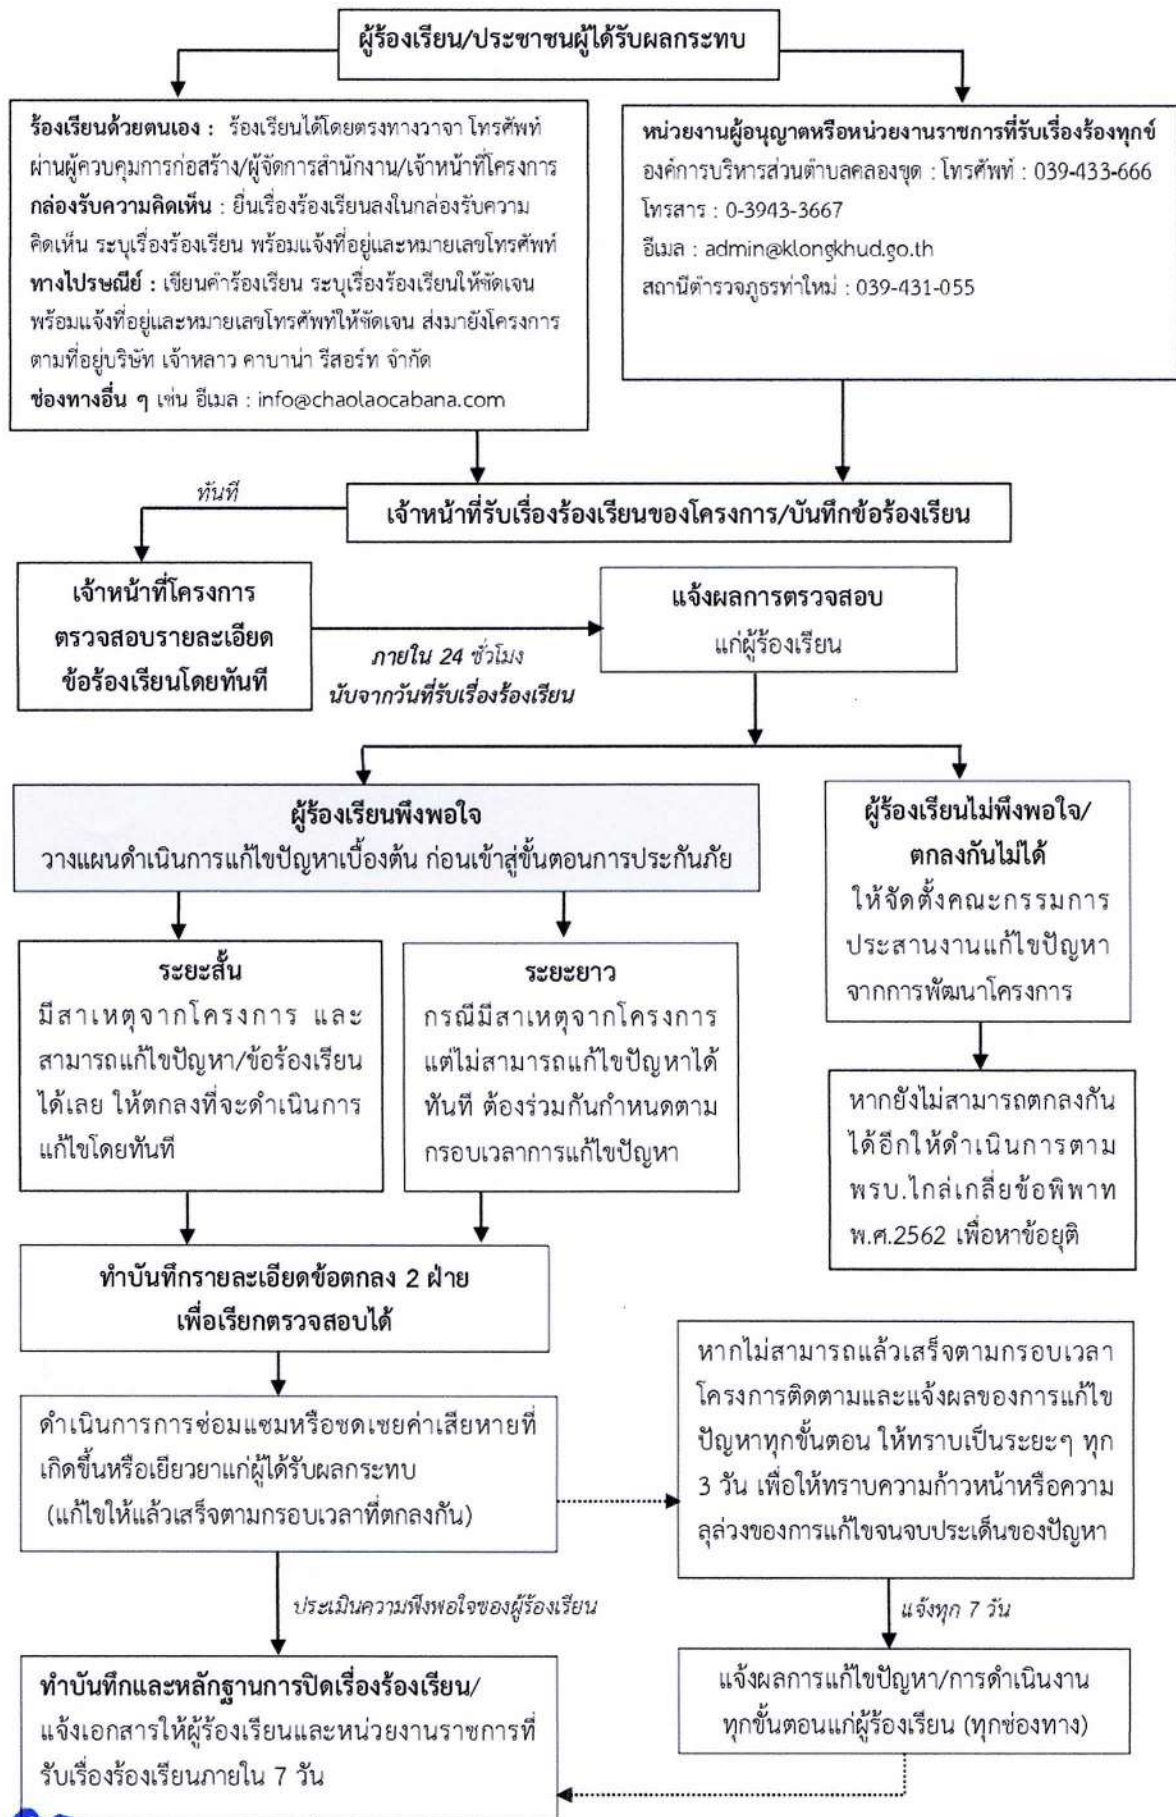 ผู้ร้องเรียน/ประชาชนผู้ได้รับผลกระทบ
ร้องเรียนด้วยตนเอง : ร้องเรียนได้โดยตรงทางวาจา โทรศัพท์
ผ่านผู้ควบคุมการก่อสร้าง/ผู้จัดการสำนักงาน/เจ้าหน้าที่โครงการ
กล่องรับความคิดเห็น : ยื่นเรื่องร้องเรียนลงในกล่องรับความ
คิดเห็น ระบุเรื่องร้องเรียน พร้อมแจ้งที่อยู่และหมายเลขโทรศัพท์
ทางไปรษณีย์ : เขียนคำร้องเรียน ระบุเรื่องร้องเรียนให้ชัดเจน
พร้อมแจ้งที่อยู่และหมายเลขโทรศัพท์ให้ชัดเจน ส่งมายังโครงการ
ตามที่อยู่บริษัท เจ้าหลาว คาบาน่า รีสอร์ท จำกัด
ช่องทางอื่น ๆ เช่น อีเมล : info@chaolaocabana.com
หน่วยงานผู้อนุญาตหรือหน่วยงานราชการที่รับเรื่องร้องทุกข์
องค์การบริหารส่วนตำบลคลองขุด : โทรศัพท์ : 039-433-666
โทรสาร : 0-3943-3667
อีเมล : admin@klongkhud.go.th
สถานีตำรวจภูธรท่าใหม่ : 039-431-055
ทันที
เจ้าหน้าที่รับเรื่องร้องเรียนของโครงการ/บันทึกข้อร้องเรียน
เจ้าหน้าที่โครงการ
ตรวจสอบรายละเอียด
ข้อร้องเรียนโดยทันที
ภายใน 24 ชั่วโมง
นับจากวันที่รับเรื่องร้องเรียน
แจ้งผลการตรวจสอบ
แก่ผู้ร้องเรียน
ผู้ร้องเรียนพึงพอใจ
วางแผนดำเนินการแก้ไขปัญหาเบื้องต้น ก่อนเข้าสู่ขั้นตอนการประกันภัย
ผู้ร้องเรียนไม่พึงพอใจ/
ตกลงกันไม่ได้
ให้จัดตั้งคณะกรรมการ
ประสานงานแก้ไขปัญหา
จากการพัฒนาโครงการ
ระยะสั้น
มีสาเหตุจากโครงการ และ
สามารถแก้ไขปัญหา/ข้อร้องเรียน
ได้เลย ให้ตกลงที่จะดำเนินการ
แก้ไขโดยทันที
ระยะยาว
กรณีมีสาเหตุจากโครงการ
แต่ไม่สามารถแก้ไขปัญหาได้
ทันที ต้องร่วมกันกำหนดตาม
กรอบเวลาการแก้ไขปัญหา
หากยังไม่สามารถตกลงกัน
ได้อีกให้ดำเนินการตาม
พรบ.ไกล่เกลี่ยข้อพิพาท
พ.ศ.2562 เพื่อหาข้อยุติ
ทำบันทึกรายละเอียดข้อตกลง 2 ฝ่าย
เพื่อเรียกตรวจสอบได้
ดำเนินการการซ่อมแซมหรือชดเชยค่าเสียหายที่
เกิดขึ้นหรือเยียวยาแก่ผู้ได้รับผลกระทบ
(แก้ไขให้แล้วเสร็จตามกรอบเวลาที่ตกลงกัน)
หากไม่สามารถแล้วเสร็จตามกรอบเวลา
โครงการติดตามและแจ้งผลของการแก้ไข
ปัญหาทุกขั้นตอน ให้ทราบเป็นระยะๆ ทุก
3 วัน เพื่อให้ทราบความก้าวหน้าหรือความ
ลุล่วงของการแก้ไขจนจบประเด็นของปัญหา
ประเมินความพึงพอใจของผู้ร้องเรียน
แจ้งทุก 7 วัน
ทำบันทึกและหลักฐานการปิดเรื่องร้องเรียน/
แจ้งเอกสารให้ผู้ร้องเรียนและหน่วยงานราชการที่
รับเรื่องร้องเรียนภายใน 7 วัน
แจ้งผลการแก้ไขปัญหา/การดำเนินงาน
ทุกขั้นตอนแก่ผู้ร้องเรียน (ทุกช่องทาง)